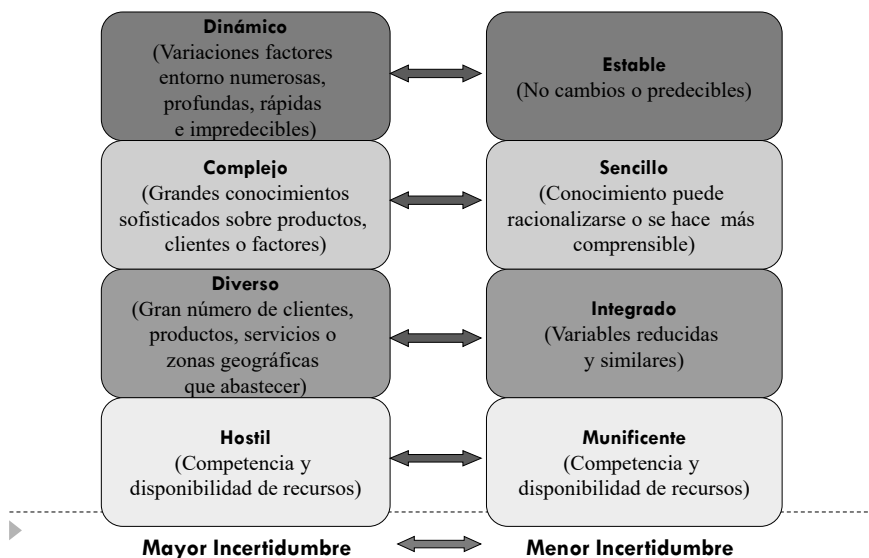 Dinámico
(Variaciones factores
entorno numerosas,
profundas, rápidas
e impredecibles)
Estable
(No cambios o predecibles)
Complejo
(Grandes conocimientos
sofisticados sobre productos,
clientes o factores)
Sencillo
(Conocimiento puede
racionalizarse o se hace más
comprensible)
Diverso
(Gran número de clientes,
productos, servicios o
zonas geográficas
que abastecer)
Integrado
(Variables reducidas
y similares)
Hostil
(Competencia y
disponibilidad de recursos)
Munificente
(Competencia y
disponibilidad de recursos)
Mayor Incertidumbre
Menor Incertidumbre